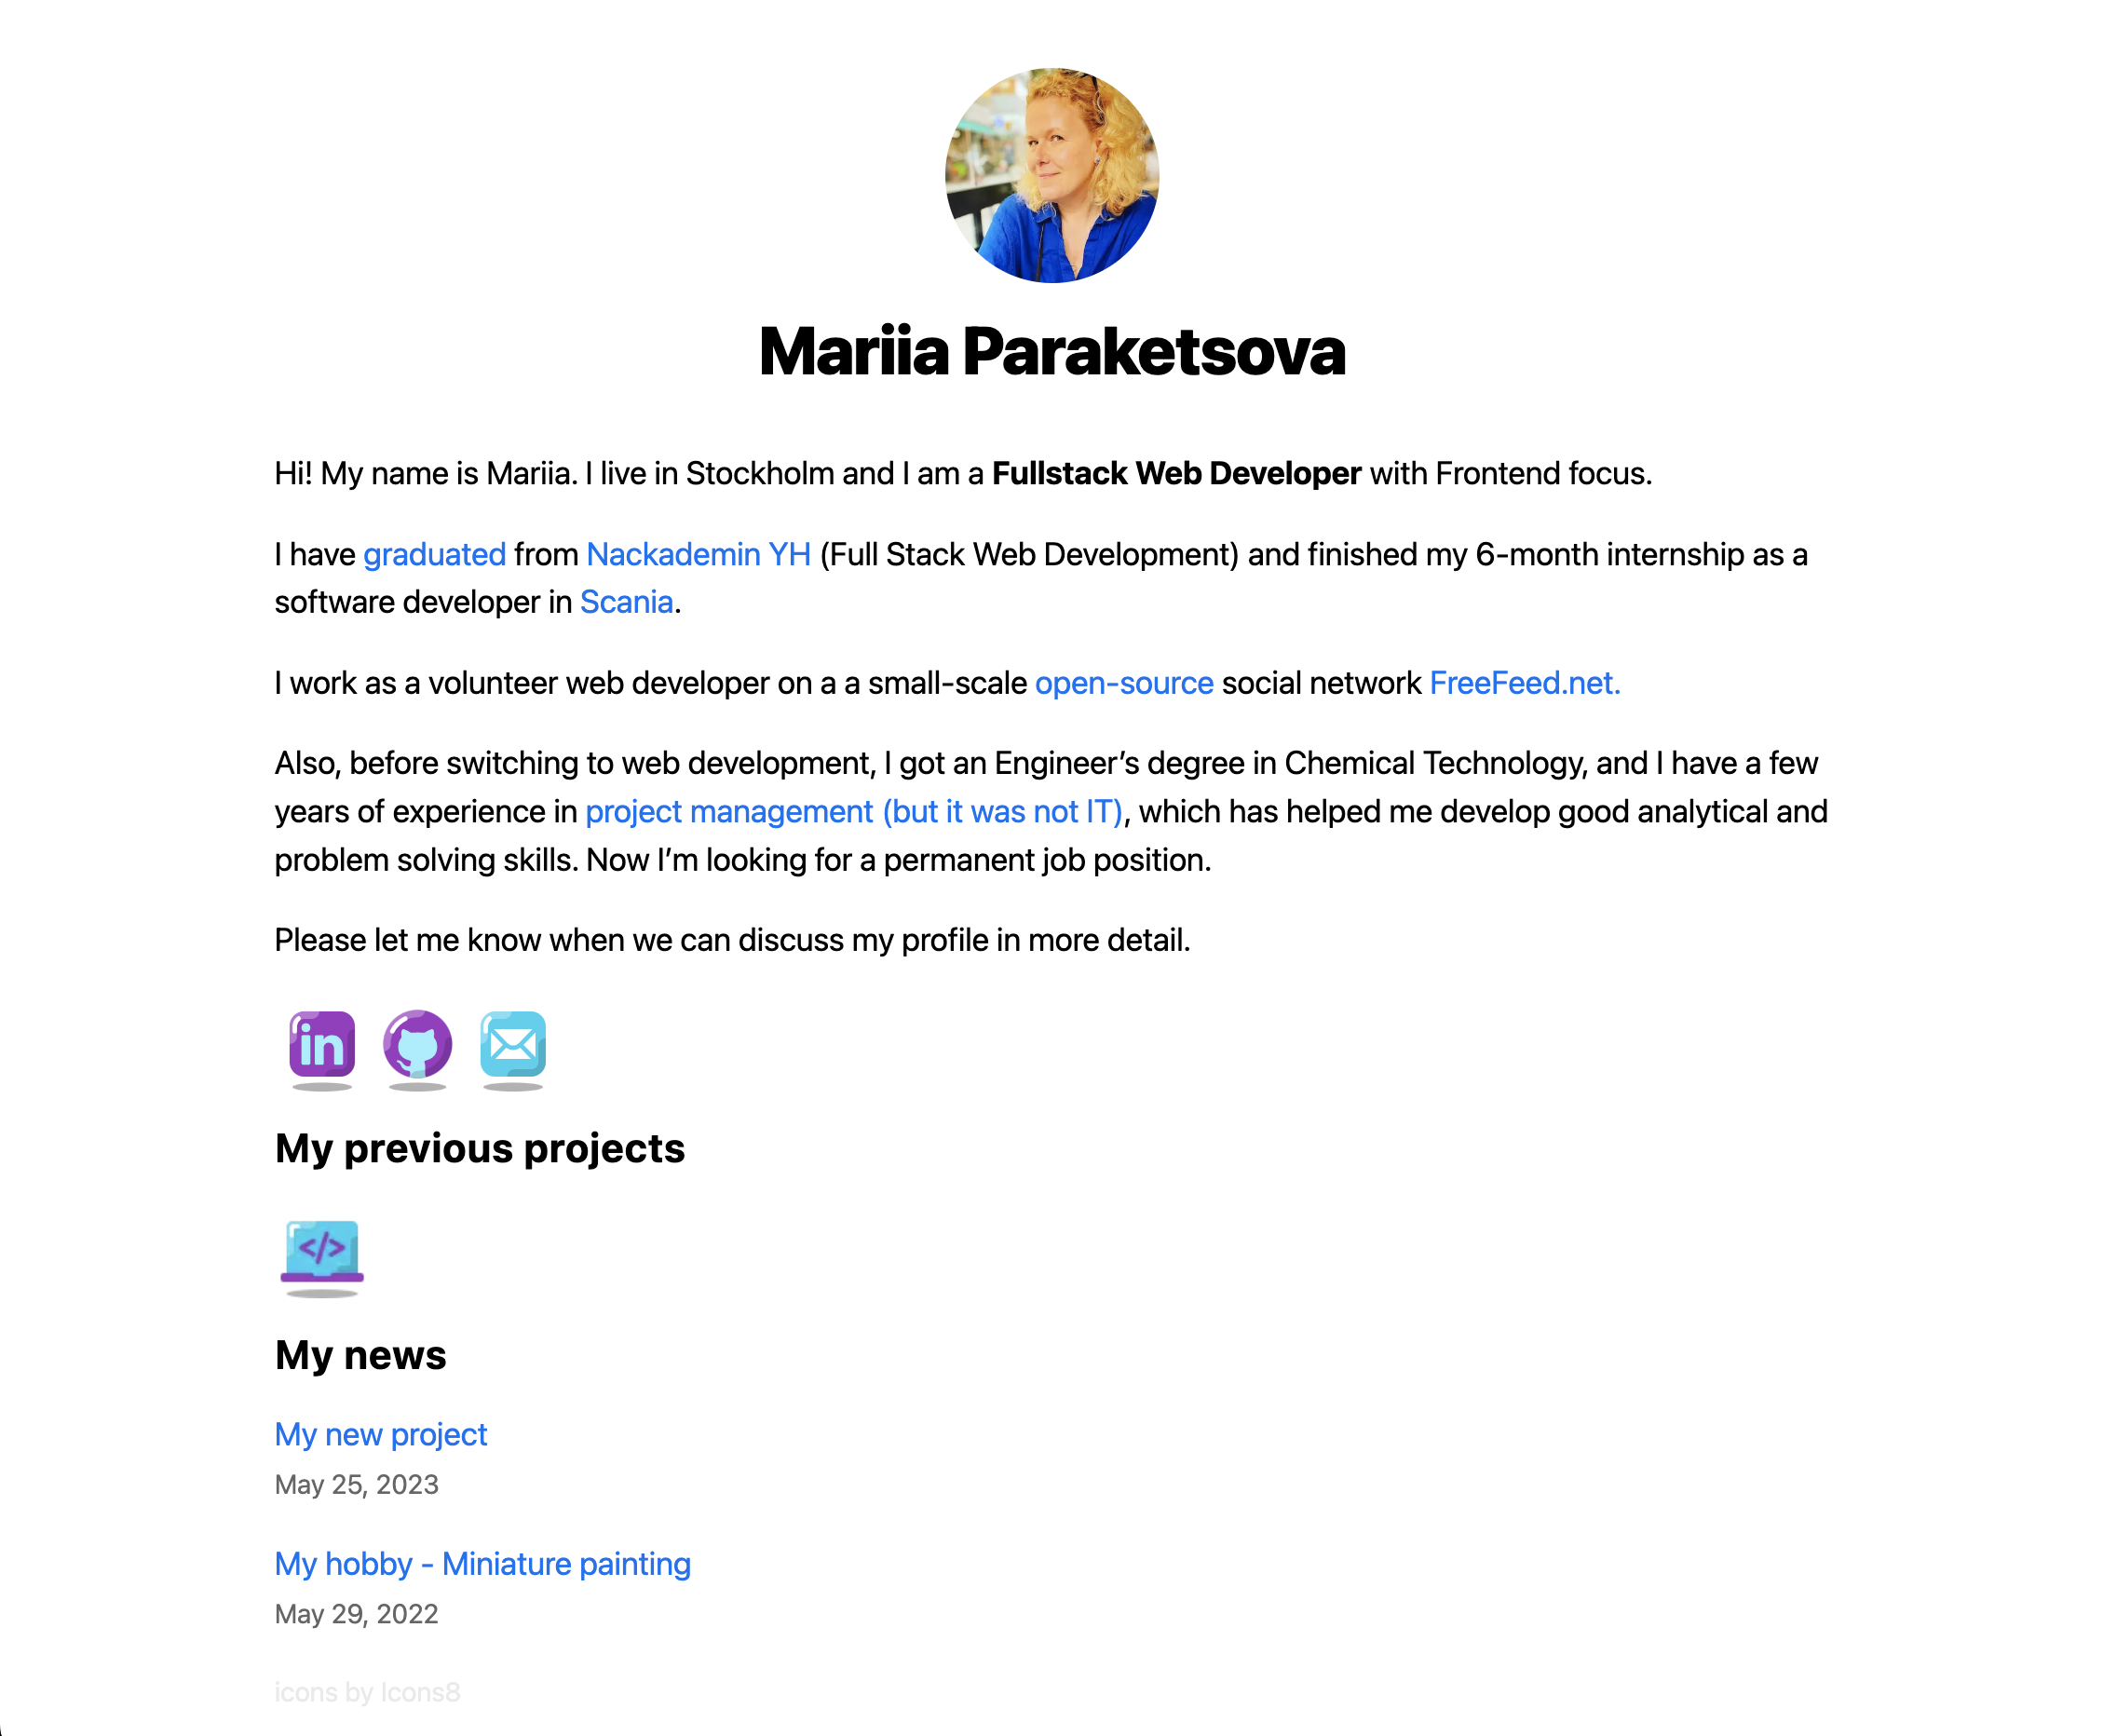 Mariia Paraketsova
Hi! My name is Mariia. I live in Stockholm and I am a Fullstack Web Developer with Frontend focus.
I have graduated from Nackademin YH (Full Stack Web Development) and finished my 6-month internship as a
software developer in Scania.
I work as a volunteer web developer on a a small-scale open-source social network FreeFeed.net.
Also, before switching to web development, I got an Engineer’s degree in Chemical Technology, and I have a few
years of experience in project management (but it was not IT), which has helped me develop good analytical and
problem solving skills. Now I’m looking for a permanent job position.
Please let me know when we can discuss my profile in more detail.
in
My previous projects
</>
My news
My new project
May 25, 2023
My hobby - Miniature painting
May 29, 2022
icons by Icons8